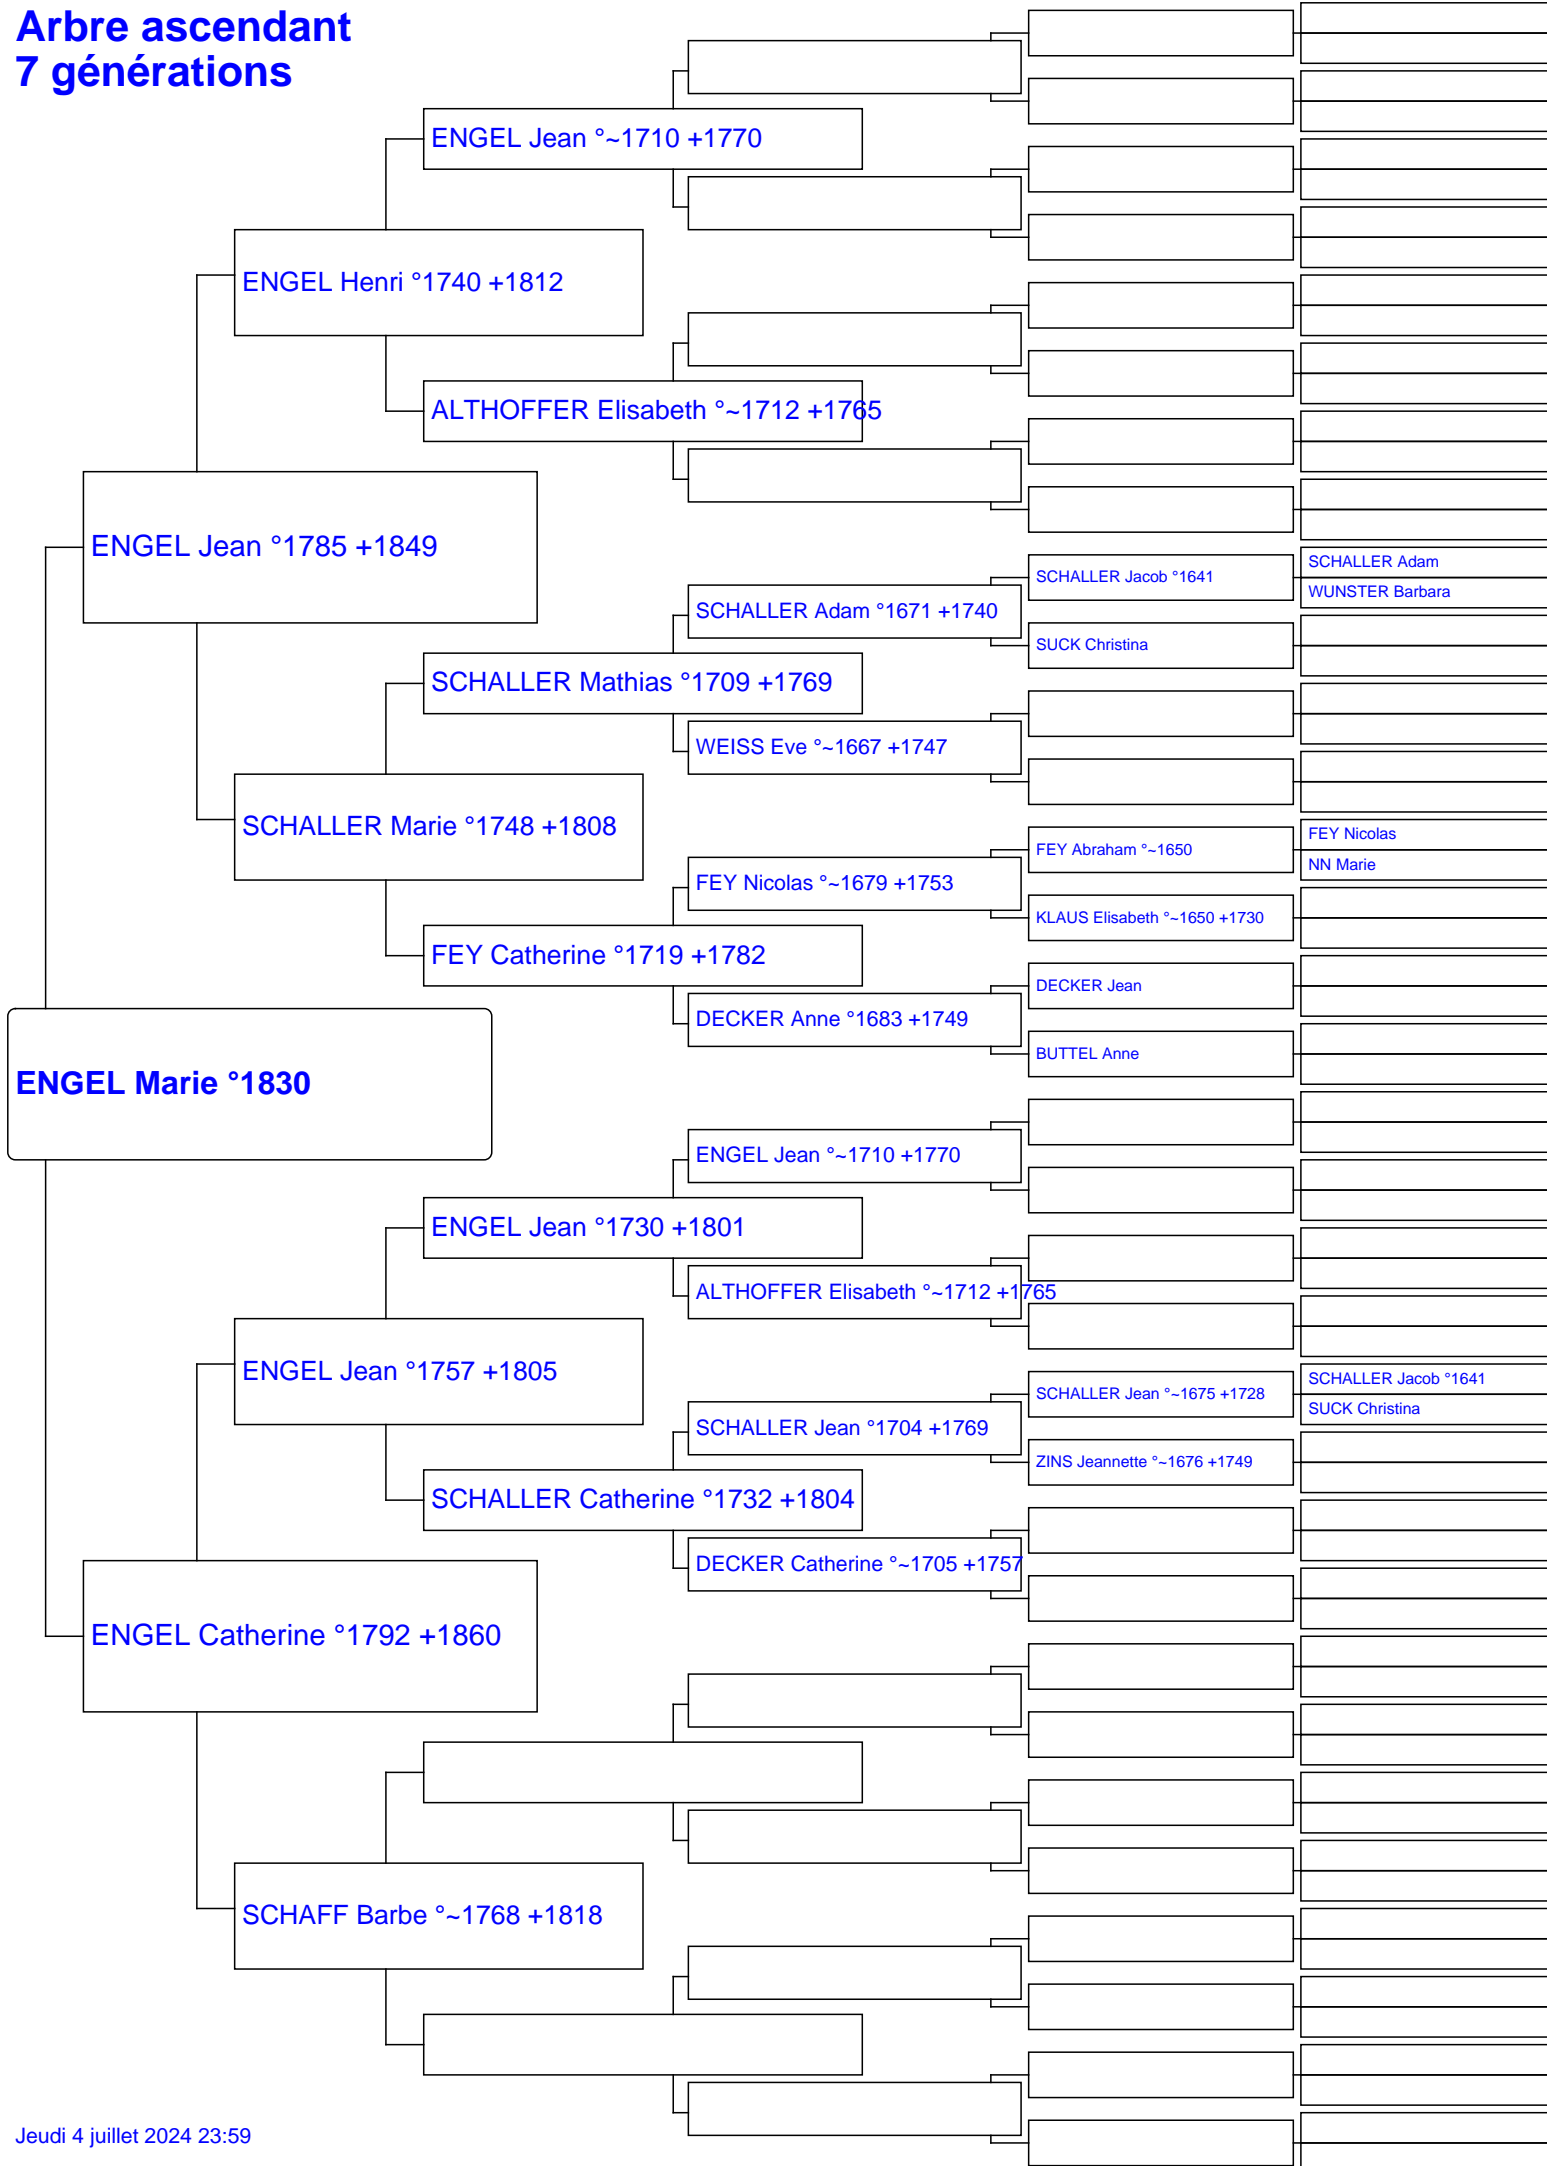 Arbre ascendant
7 générations
ENGEL Jean °~1710 +1770
ENGEL Henri °1740 +1812
ALTHOFFER Elisabeth °~1712 +1765
ENGEL Jean °1785 +1849
SCHALLER Adam
SCHALLER Jacob °1641
WUNSTER Barbara
SCHALLER Adam °1671 +1740
SUCK Christina
SCHALLER Mathias °1709 +1769
WEISS Eve °~1667 +1747
SCHALLER Marie °1748 +1808
FEY Nicolas
FEY Abraham °~1650
NN Marie
FEY Nicolas °~1679 +1753
KLAUS Elisabeth °~1650 +1730
FEY Catherine °1719 +1782
DECKER Jean
DECKER Anne °1683 +1749
BUTTEL Anne
ENGEL Marie °1830
ENGEL Jean °~1710 +1770
ENGEL Jean °1730 +1801
ALTHOFFER Elisabeth °~1712 +1765
ENGEL Jean °1757 +1805
SCHALLER Jacob °1641
SCHALLER Jean °~1675 +1728
SUCK Christina
SCHALLER Jean °1704 +1769
ZINS Jeannette °~1676 +1749
SCHALLER Catherine °1732 +1804
DECKER Catherine °~1705 +1757
ENGEL Catherine °1792 +1860
SCHAFF Barbe °~1768 +1818
Jeudi 4 juillet 2024 23:59